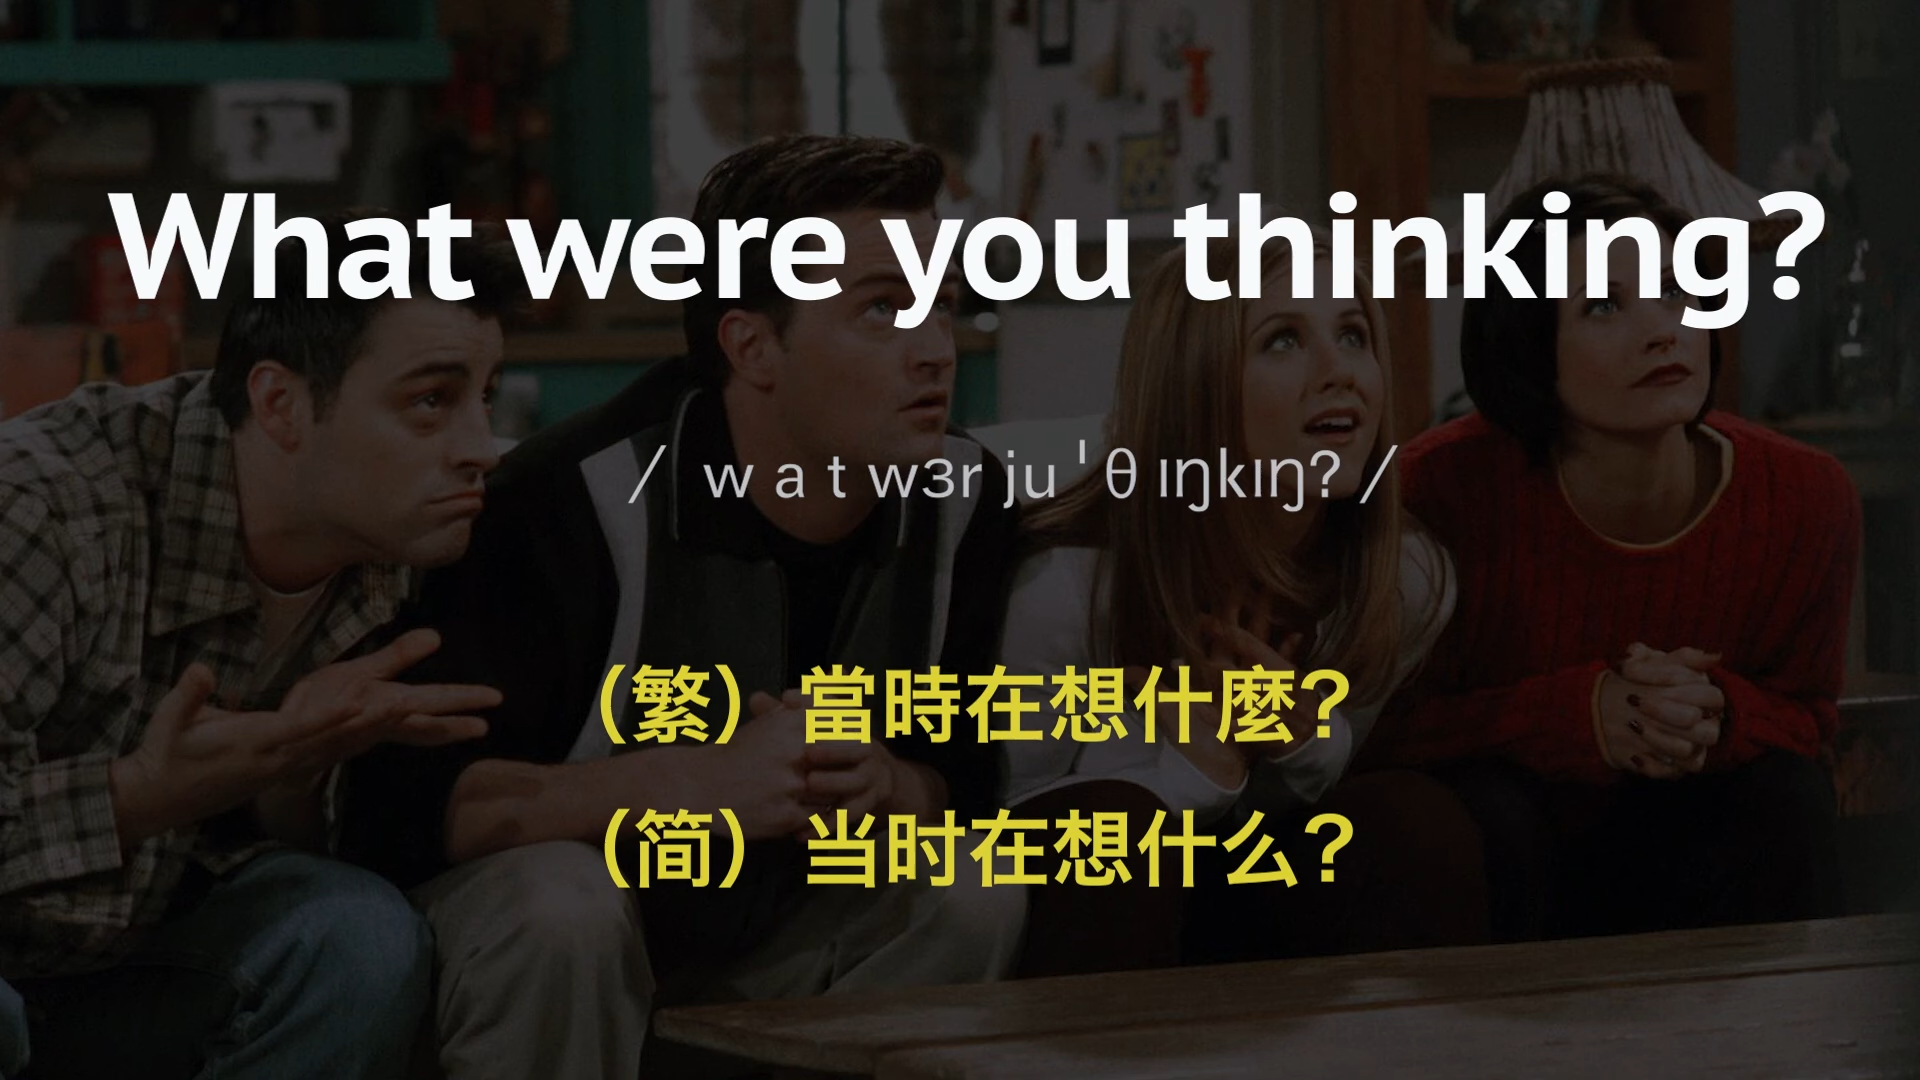 What were you thinking?
/ w a t wɜr ju ˈ θ ɪŋkɪŋ? /
（繁）當時在想什麼？
（简）当时在想什么？